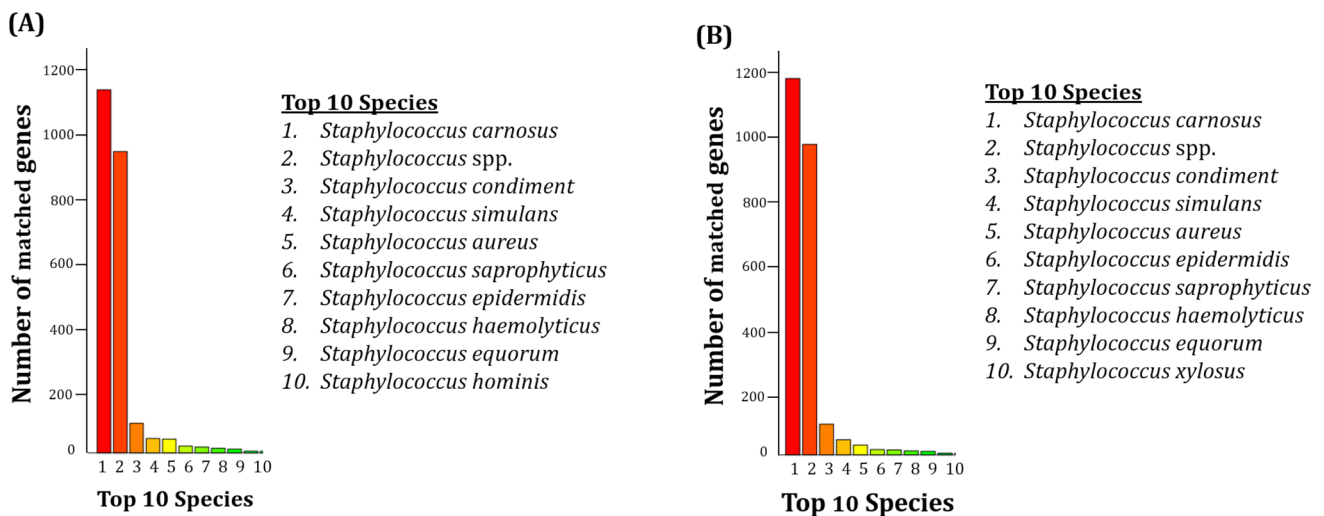 (A)
Number of matched genes
1200
1000
800
600
400
200
0
1 2 3 4 5 6 7 8 9 10
Top 10 Species
Top 10 Species
1. Staphylococcus carnosus
2. Staphylococcus spp.
3. Staphylococcus condiment
4. Staphylococcus simulans
5. Staphylococcus aureus
6. Staphylococcus saprophyticus
7. Staphylococcus epidermidis
8. Staphylococcus haemolyticus
9. Staphylococcus equorum
10. Staphylococcus hominis
(B)
Number of matched genes
1200
1000
800
600
400
200
0
1 2 3 4 5 6 7 8 9 10
Top 10 Species
Top 10 Species
1. Staphylococcus carnosus
2. Staphylococcus spp.
3. Staphylococcus condiment
4. Staphylococcus simulans
5. Staphylococcus aureus
6. Staphylococcus epidermidis
7. Staphylococcus saprophyticus
8. Staphylococcus haemolyticus
9. Staphylococcus equorum
10. Staphylococcus xylosus